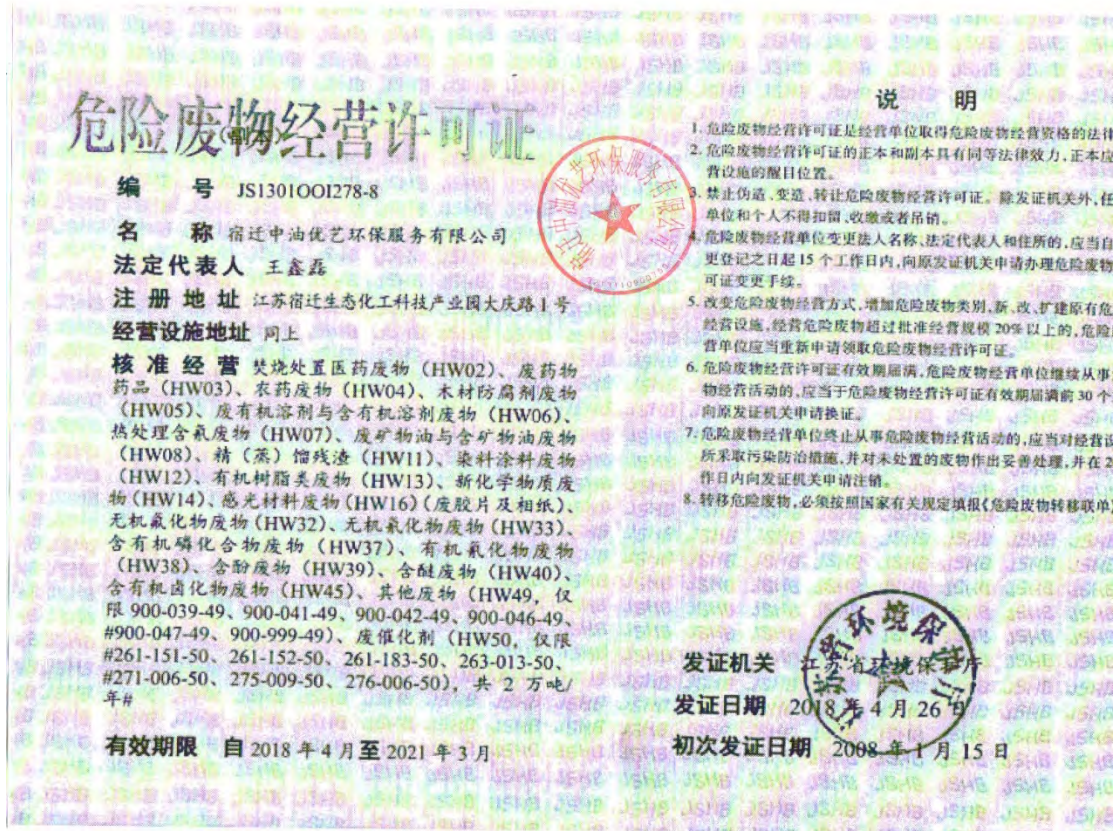 危险废物经营许可证
(副本)
编 号 JS1301OOI278-8
名 称 宿迁中油优艺环保服务有限公司
法定代表人 王鑫磊
注册地址 江苏宿迁生态化工科技产业园大庆路1号
经营设施地址 同上
核准经营 焚烧处置医药废物(HW02)、废药物
药品(HW03)、农药废物(HW04)、木材防腐剂废物
(HW05)、废有机溶剂与含有机溶剂废物(HW06)、
热处理含氰废物(HW07)、废矿物油与含矿物油废物
(HW08)、精(蒸)馏残渣(HW11)、染料涂料废物
(HW12)、有机树脂类废物(HW13)、新化学物质废
物(HW14)、感光材料废物(HW16)(废胶片及相纸)、
无机氟化物废物(HW32)、无机氰化物废物(HW33)、
含有机磷化合物废物(HW37)、有机氰化物废物
(HW38)、含酚废物(HW39)、含醚废物(HW40)、
含有机卤化物废物(HW45)、其他废物(HW49,仅
限900-039-49、900-041-49、900-042-49、900-046-49、
#900-047-49、900-999-49)、废催化剂(HW50,仅限
#261-151-50、261-152-50、261-183-50、263-013-50、
#271-006-50、275-009-50、276-006-50),共2万吨/
年#
有效期限 自2018年4月至2021年3月
说 明
1. 危险废物经营许可证是经营单位取得危险废物经营资格的法律
2. 危险废物经营许可证的正本和副本具有同等法律效力,正本应
营设施的醒目位置。
3. 禁止伪造、变造、转让危险废物经营许可证。除发证机关外,任
单位和个人不得扣留、收缴或者吊销。
4. 危险废物经营单位变更法人名称、法定代表人和住所的,应当自
更登记之日起15个工作日内,向原发证机关申请办理危险废物
可证变更手续。
5. 改变危险废物经营方式,增加危险废物类别,新、改、扩建原有危
经营设施,经营危险废物超过批准经营规模20%以上的,危险
营单位应当重新申请领取危险废物经营许可证。
6. 危险废物经营许可证有效期届满,危险废物经营单位继续从事
物经营活动的,应当于危险废物经营许可证有效期届满前30个
向原发证机关申请换证。
7. 危险废物经营单位终止从事危险废物经营活动的,应当对经营设
所采取污染防治措施,并对未处置的废物作出妥善处理,并在2
作日内向发证机关申请注销。
8. 转移危险废物,必须按照国家有关规定填报《危险废物转移联单
发证机关 江苏省环境保护厅
发证日期 2018年4月26日
初次发证日期 2008年1月15日
宿迁中油优艺环保服务有限公司
江苏省环境保护厅